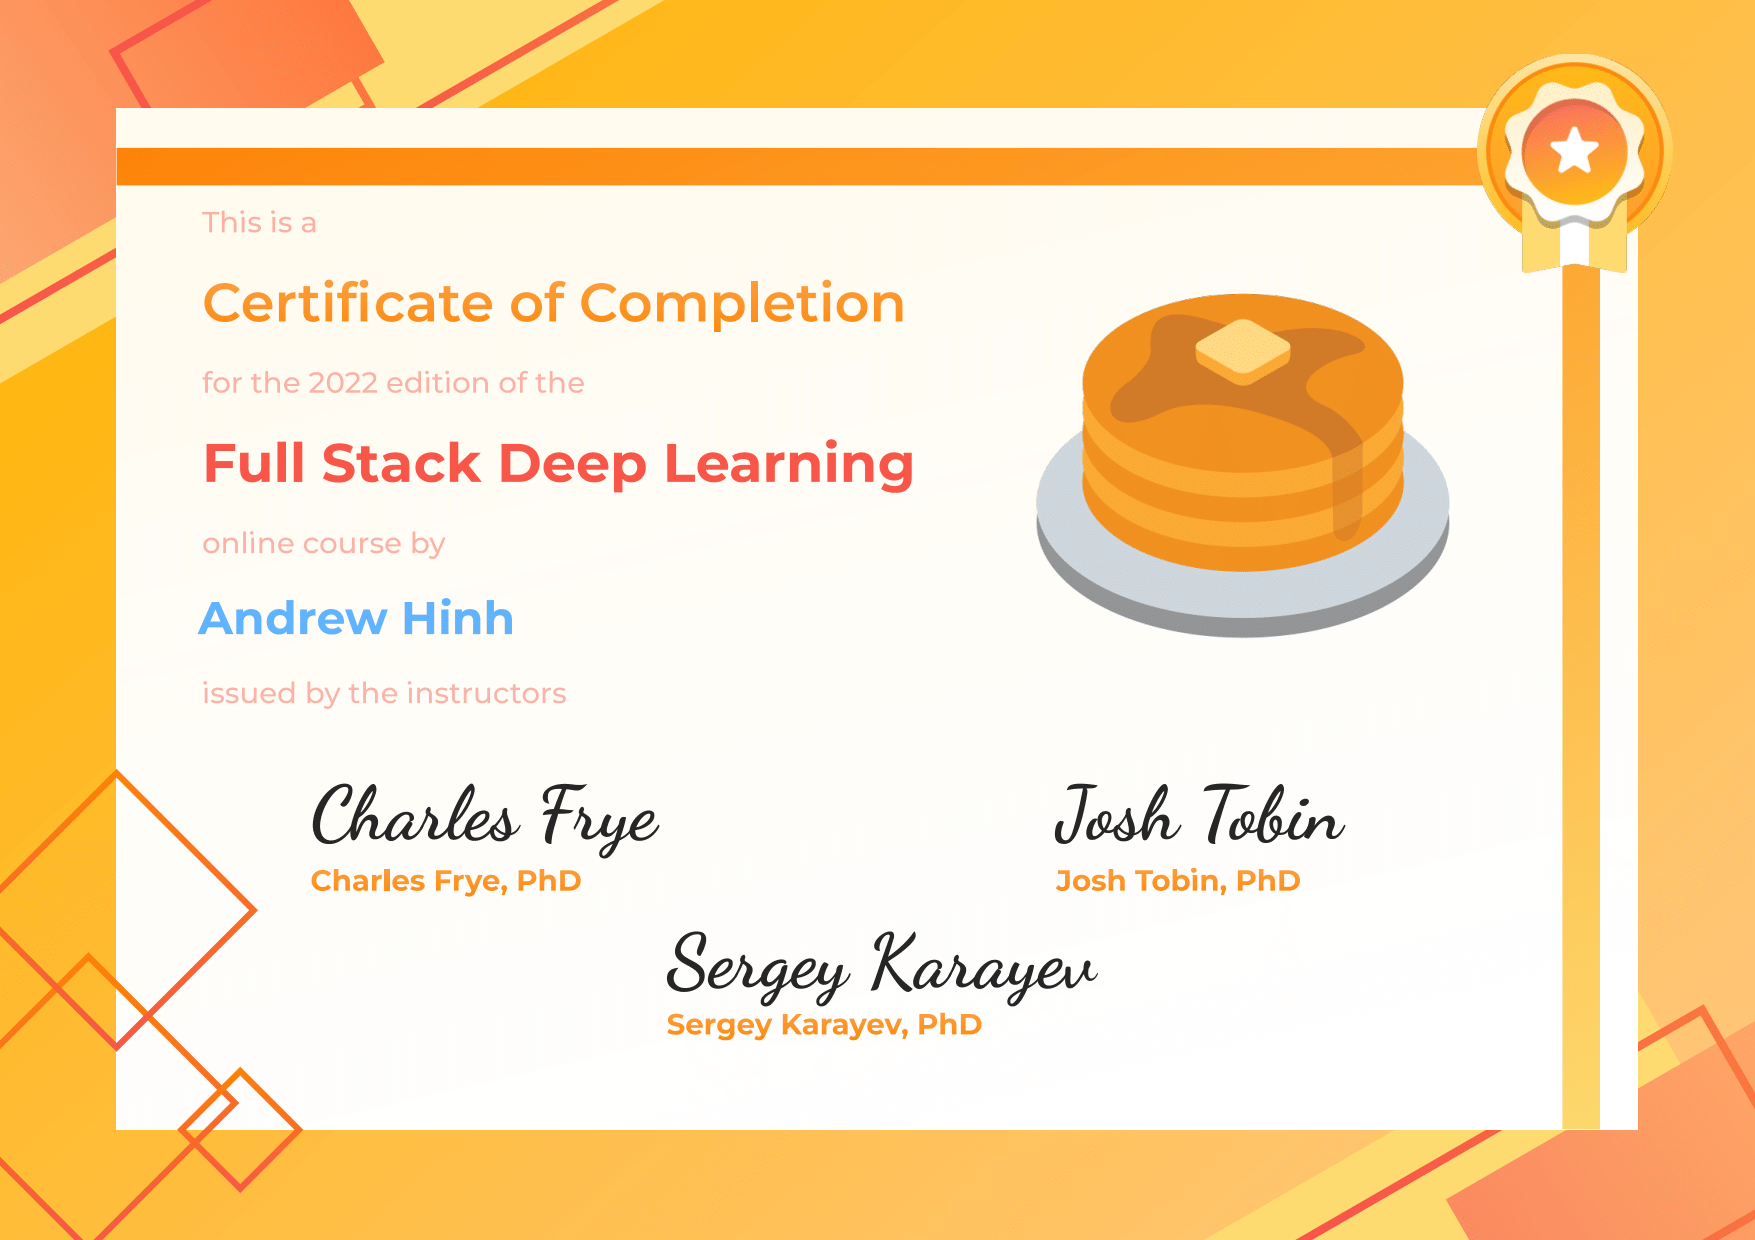 This is a
Certificate of Completion
for the 2022 edition of the
Full Stack Deep Learning
online course by
Andrew Hinh
issued by the instructors
Charles Frye
Charles Frye, PhD
Josh Tobin
Josh Tobin, PhD
Sergey Karayev
Sergey Karayev, PhD